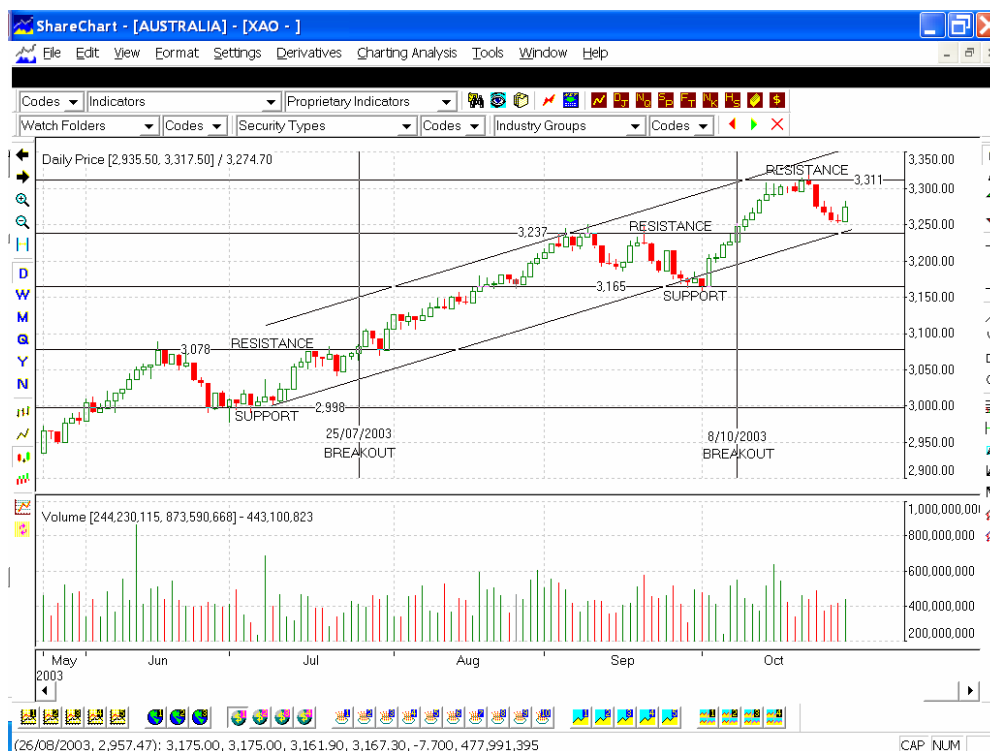 ShareChart - [AUSTRALIA] - [XAO - ]
File Edit View Format Settings Derivatives Charting Analysis Tools Window Help
Codes Indicators Proprietary Indicators
Watch Folders Codes Security Types Codes Industry Groups Codes
Daily Price [2,935.50, 3,317.50] / 3,274.70
3,350.00
RESISTANCE
3,311
3,300.00
3,250.00
3,237
RESISTANCE
3,200.00
3,165
SUPPORT
3,150.00
3,100.00
RESISTANCE
3,078
3,050.00
3,000.00
2,998
SUPPORT
25/07/2003
BREAKOUT
8/10/2003
BREAKOUT
2,950.00
2,900.00
D
W
M
Q
Y
N
Volume [244,230,115, 873,590,668] - 443,100,823
1,000,000,00
800,000,000
600,000,000
400,000,000
200,000,000
May Jun Jul Aug Sep Oct
2003
(26/08/2003, 2,957.47): 3,175.00, 3,175.00, 3,161.90, 3,167.30, -7.700, 477,991,395
CAP NUM